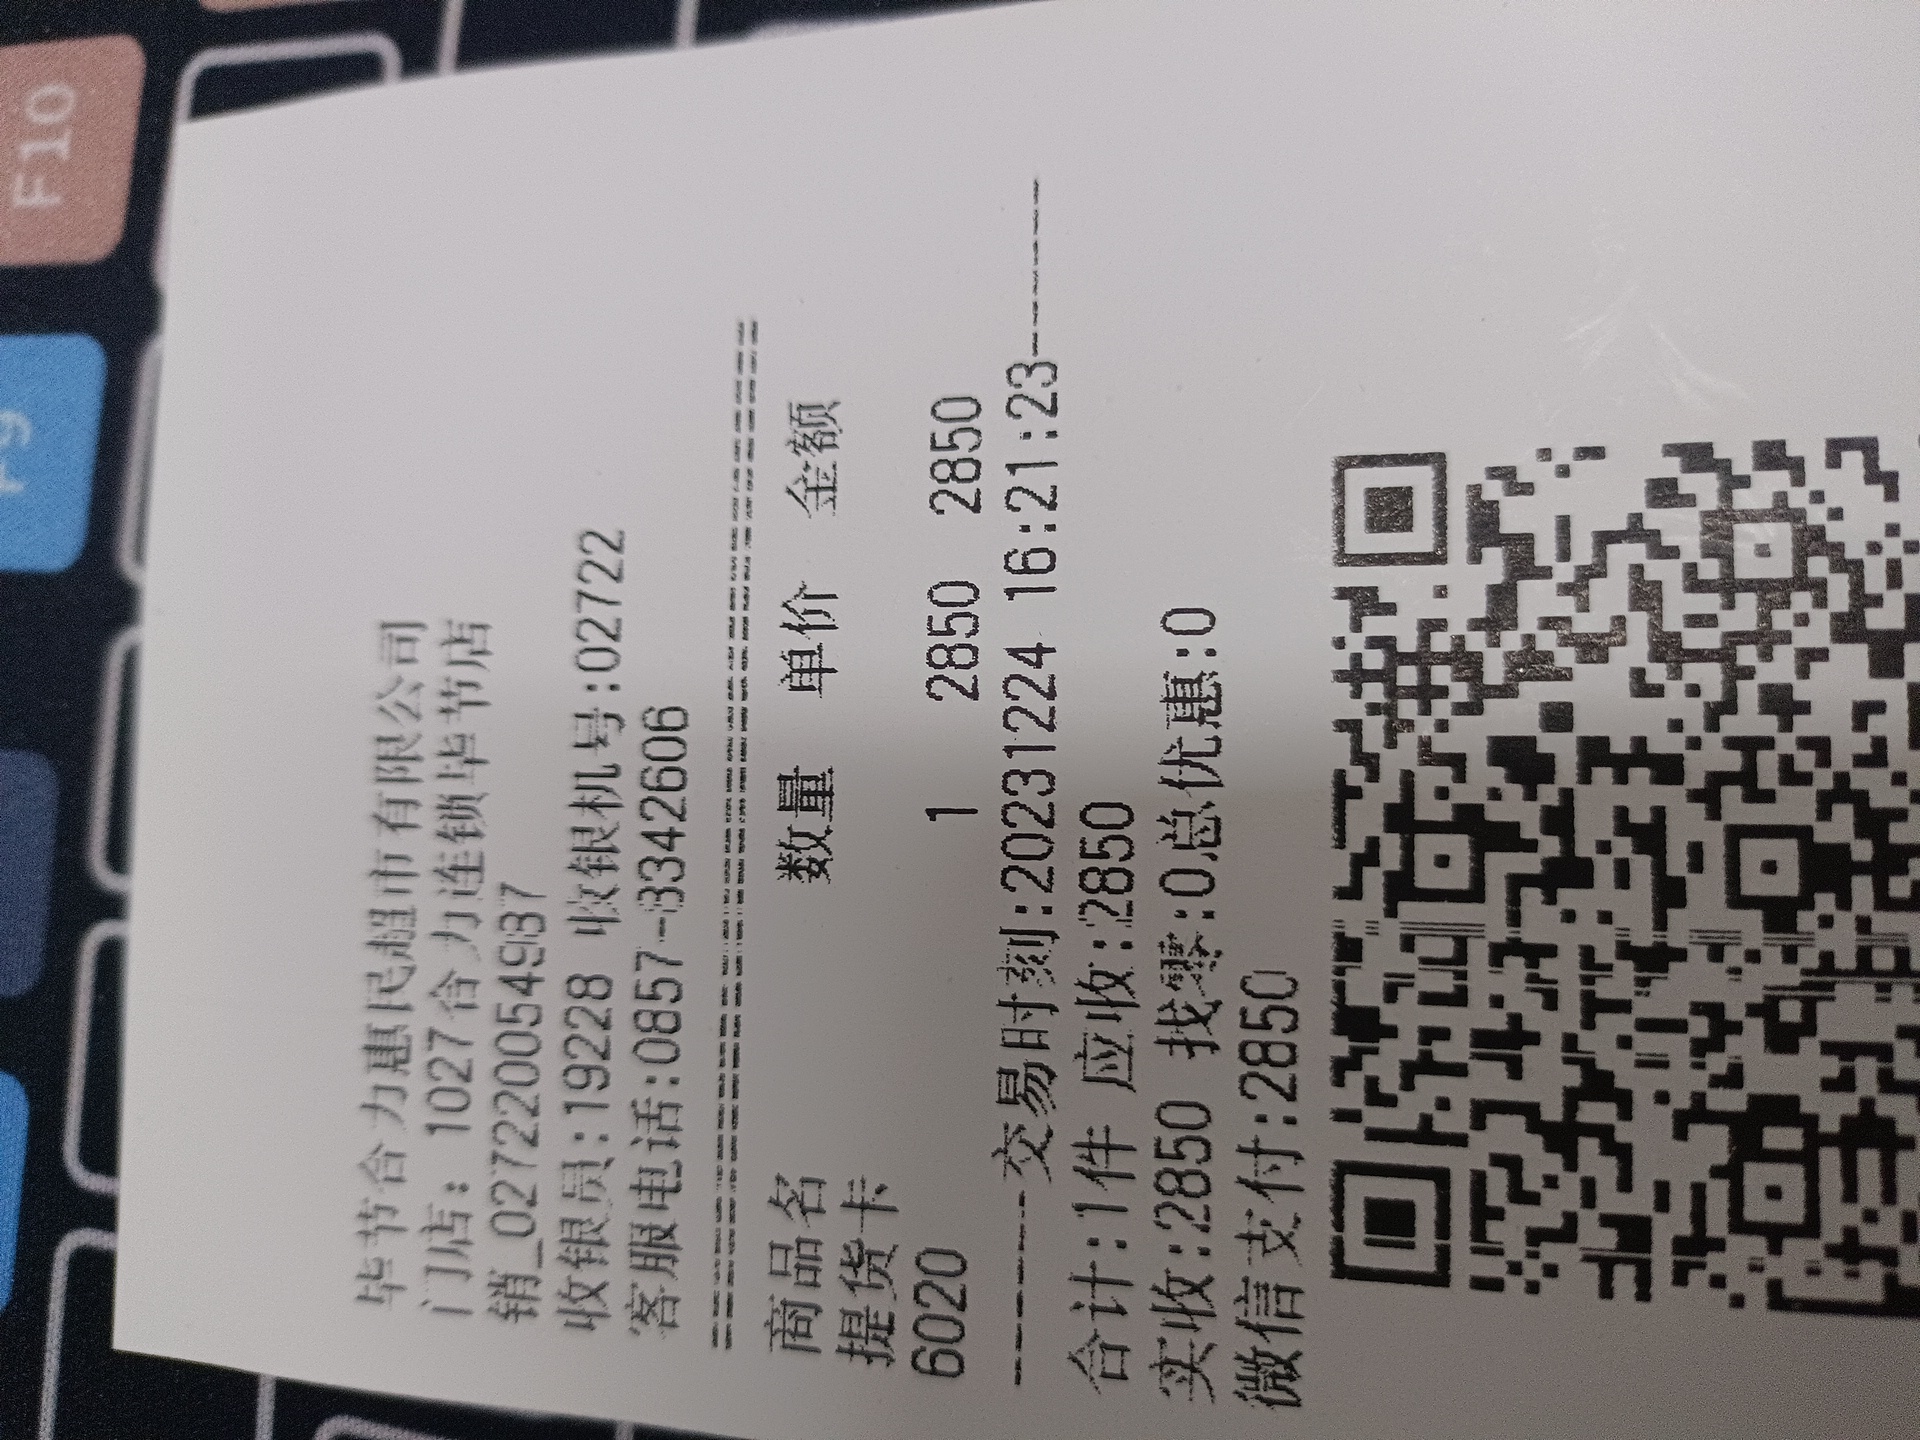 毕节合力惠民超市有限公司
门店：1027合力连锁毕节店
销_0272200054987
收银员:19228 收银机号:02722
客服电话:0857-8342606
==================================
商品名 数量 单价 金额
提货卡
6020 1 2850 2850
--------交易时刻:20231224 16:21:23--------
合计:1件 应收:2850
实收:2850 找零:0总优惠:0
微信支付:2850
F10
F9